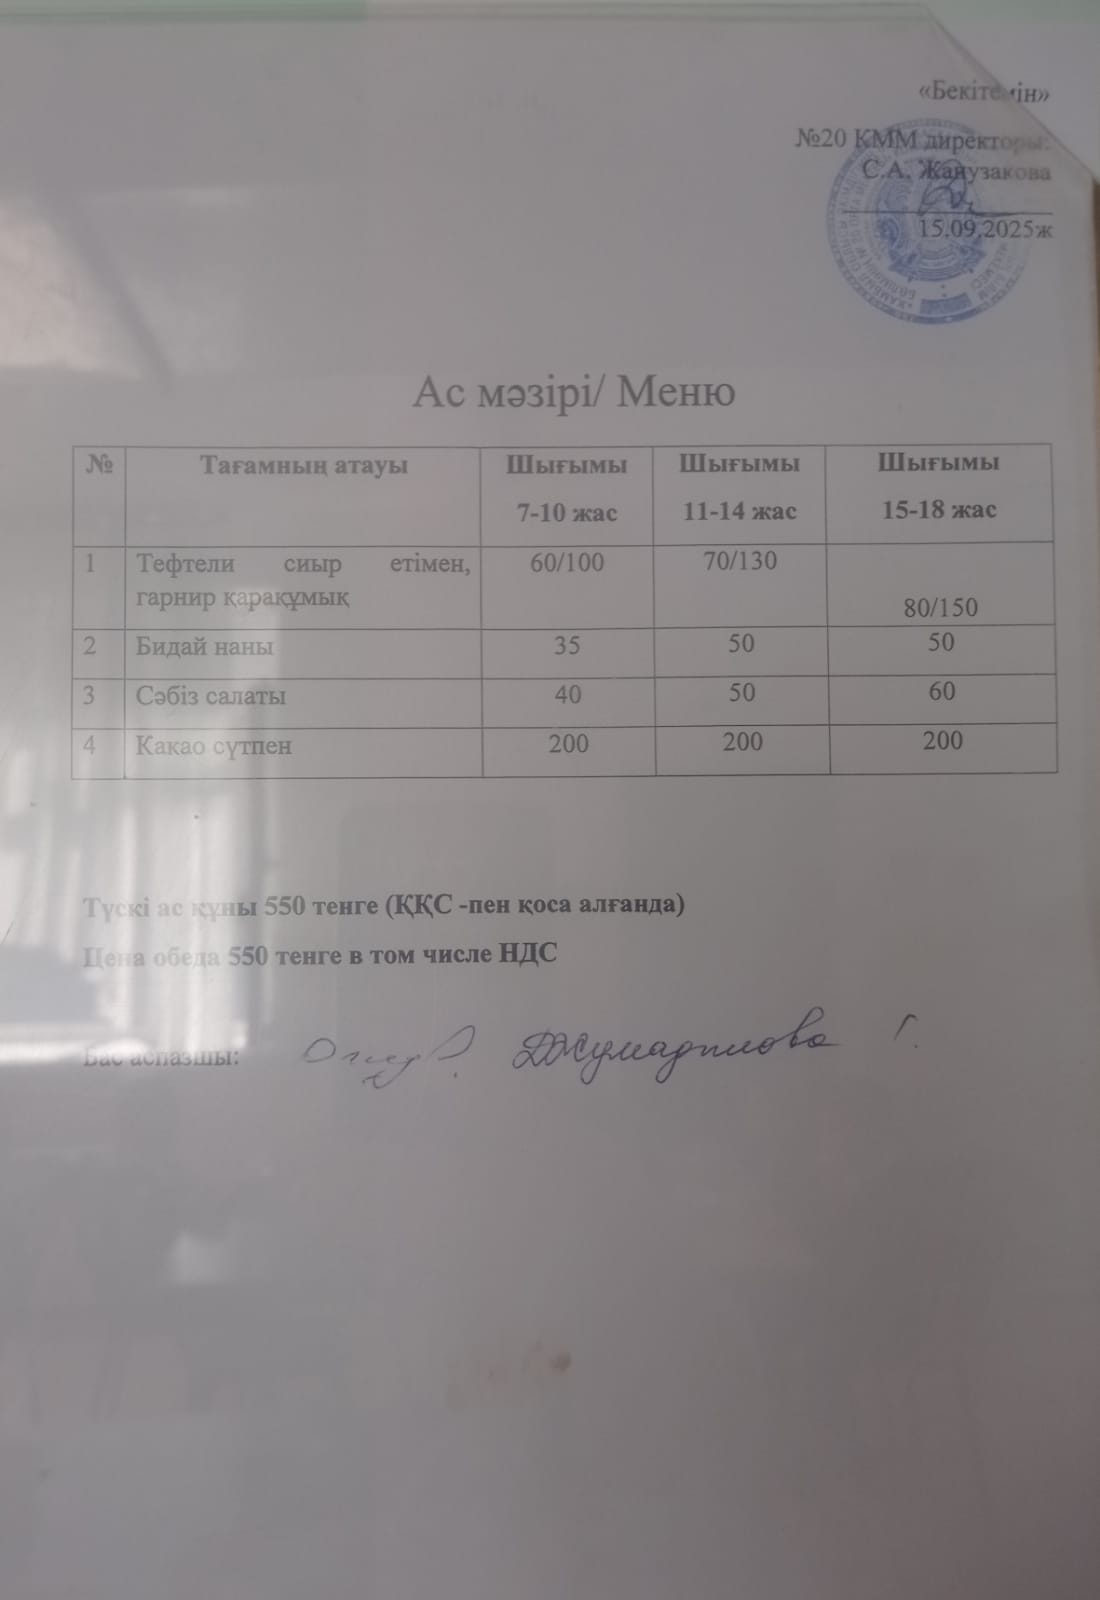 «Бекітемін»
№20 КММ директоры:
С.А. Жанузакова
15.09.2025ж
Ас мәзірі/ Меню
№ Тағамның атауы Шығымы 7-10 жас Шығымы 11-14 жас Шығымы 15-18 жас
1 Тефтели сиыр етімен, гарнир қарақұмық 60/100 70/130 80/150
2 Бидай наны 35 50 50
3 Сәбіз салаты 40 50 60
4 Какао сүтпен 200 200 200
Түскі ас құны 550 тенге (ҚҚС -пен қоса алғанда)
Цена обеда 550 тенге в том числе НДС
Бас аспазшы: Джумадилова Г.